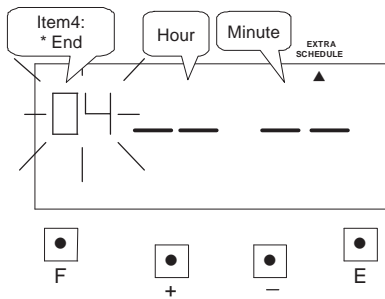 Item4:
* End
Hour
Minute
EXTRA
SCHEDULE
04 -- --
F
+
−
E